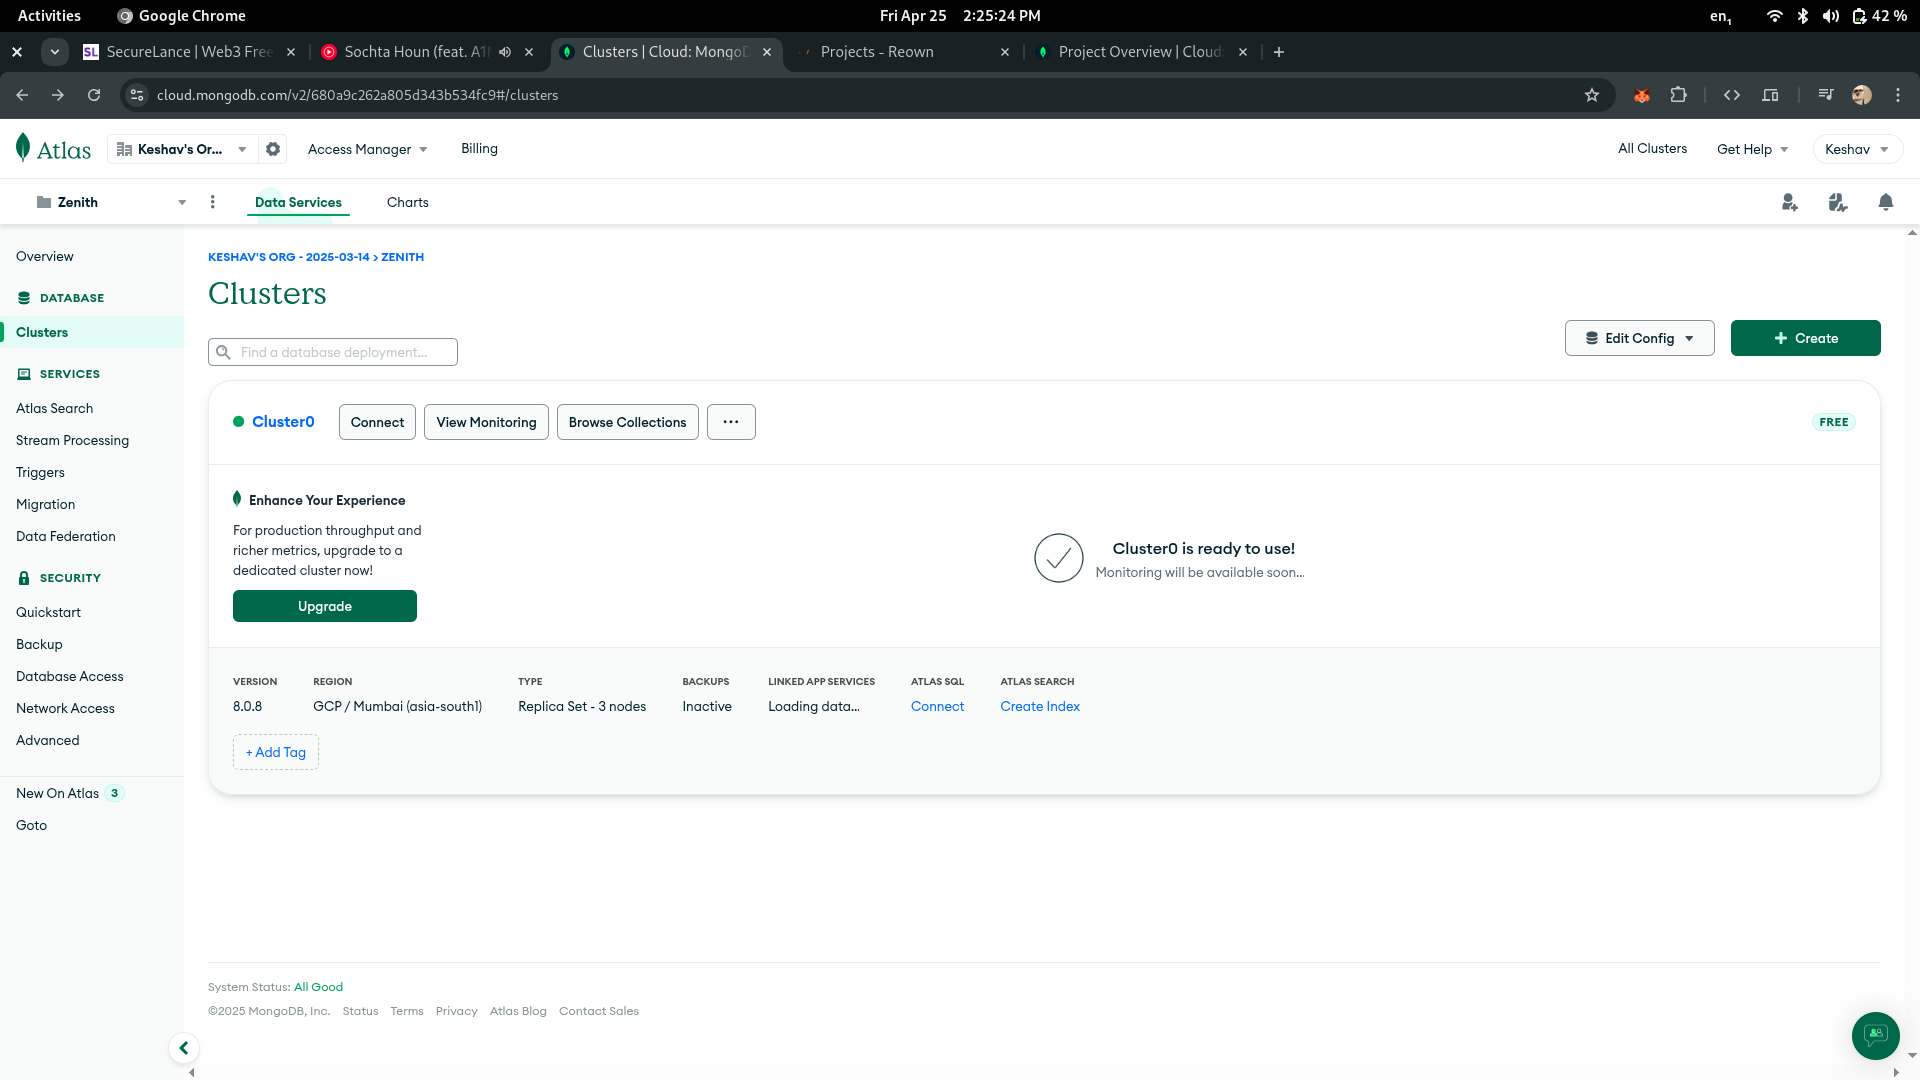 Activities
Google Chrome
Fri Apr 25 2:25:24 PM
en1
42 %
SL SecureLance | Web3 Free
Sochta Houn (feat. A1
Clusters | Cloud: MongoD
Projects - Reown
Project Overview | Cloud:
cloud.mongodb.com/v2/680a9c262a805d343b534fc9#/clusters
Atlas
Keshav's Or...
Access Manager
Billing
All Clusters
Get Help
Keshav
Zenith
Data Services
Charts
Overview
DATABASE
Clusters
SERVICES
Atlas Search
Stream Processing
Triggers
Migration
Data Federation
SECURITY
Quickstart
Backup
Database Access
Network Access
Advanced
New On Atlas 3
Goto
KESHAV'S ORG - 2025-03-14 > ZENITH
Clusters
Find a database deployment...
Edit Config
+ Create
Cluster0
Connect
View Monitoring
Browse Collections
...
FREE
Enhance Your Experience
For production throughput and
richer metrics, upgrade to a
dedicated cluster now!
Upgrade
Cluster0 is ready to use!
Monitoring will be available soon...
VERSION REGION TYPE BACKUPS LINKED APP SERVICES ATLAS SQL ATLAS SEARCH
8.0.8 GCP / Mumbai (asia-south1) Replica Set - 3 nodes Inactive Loading data... Connect Create Index
+ Add Tag
System Status: All Good
©2025 MongoDB, Inc. Status Terms Privacy Atlas Blog Contact Sales